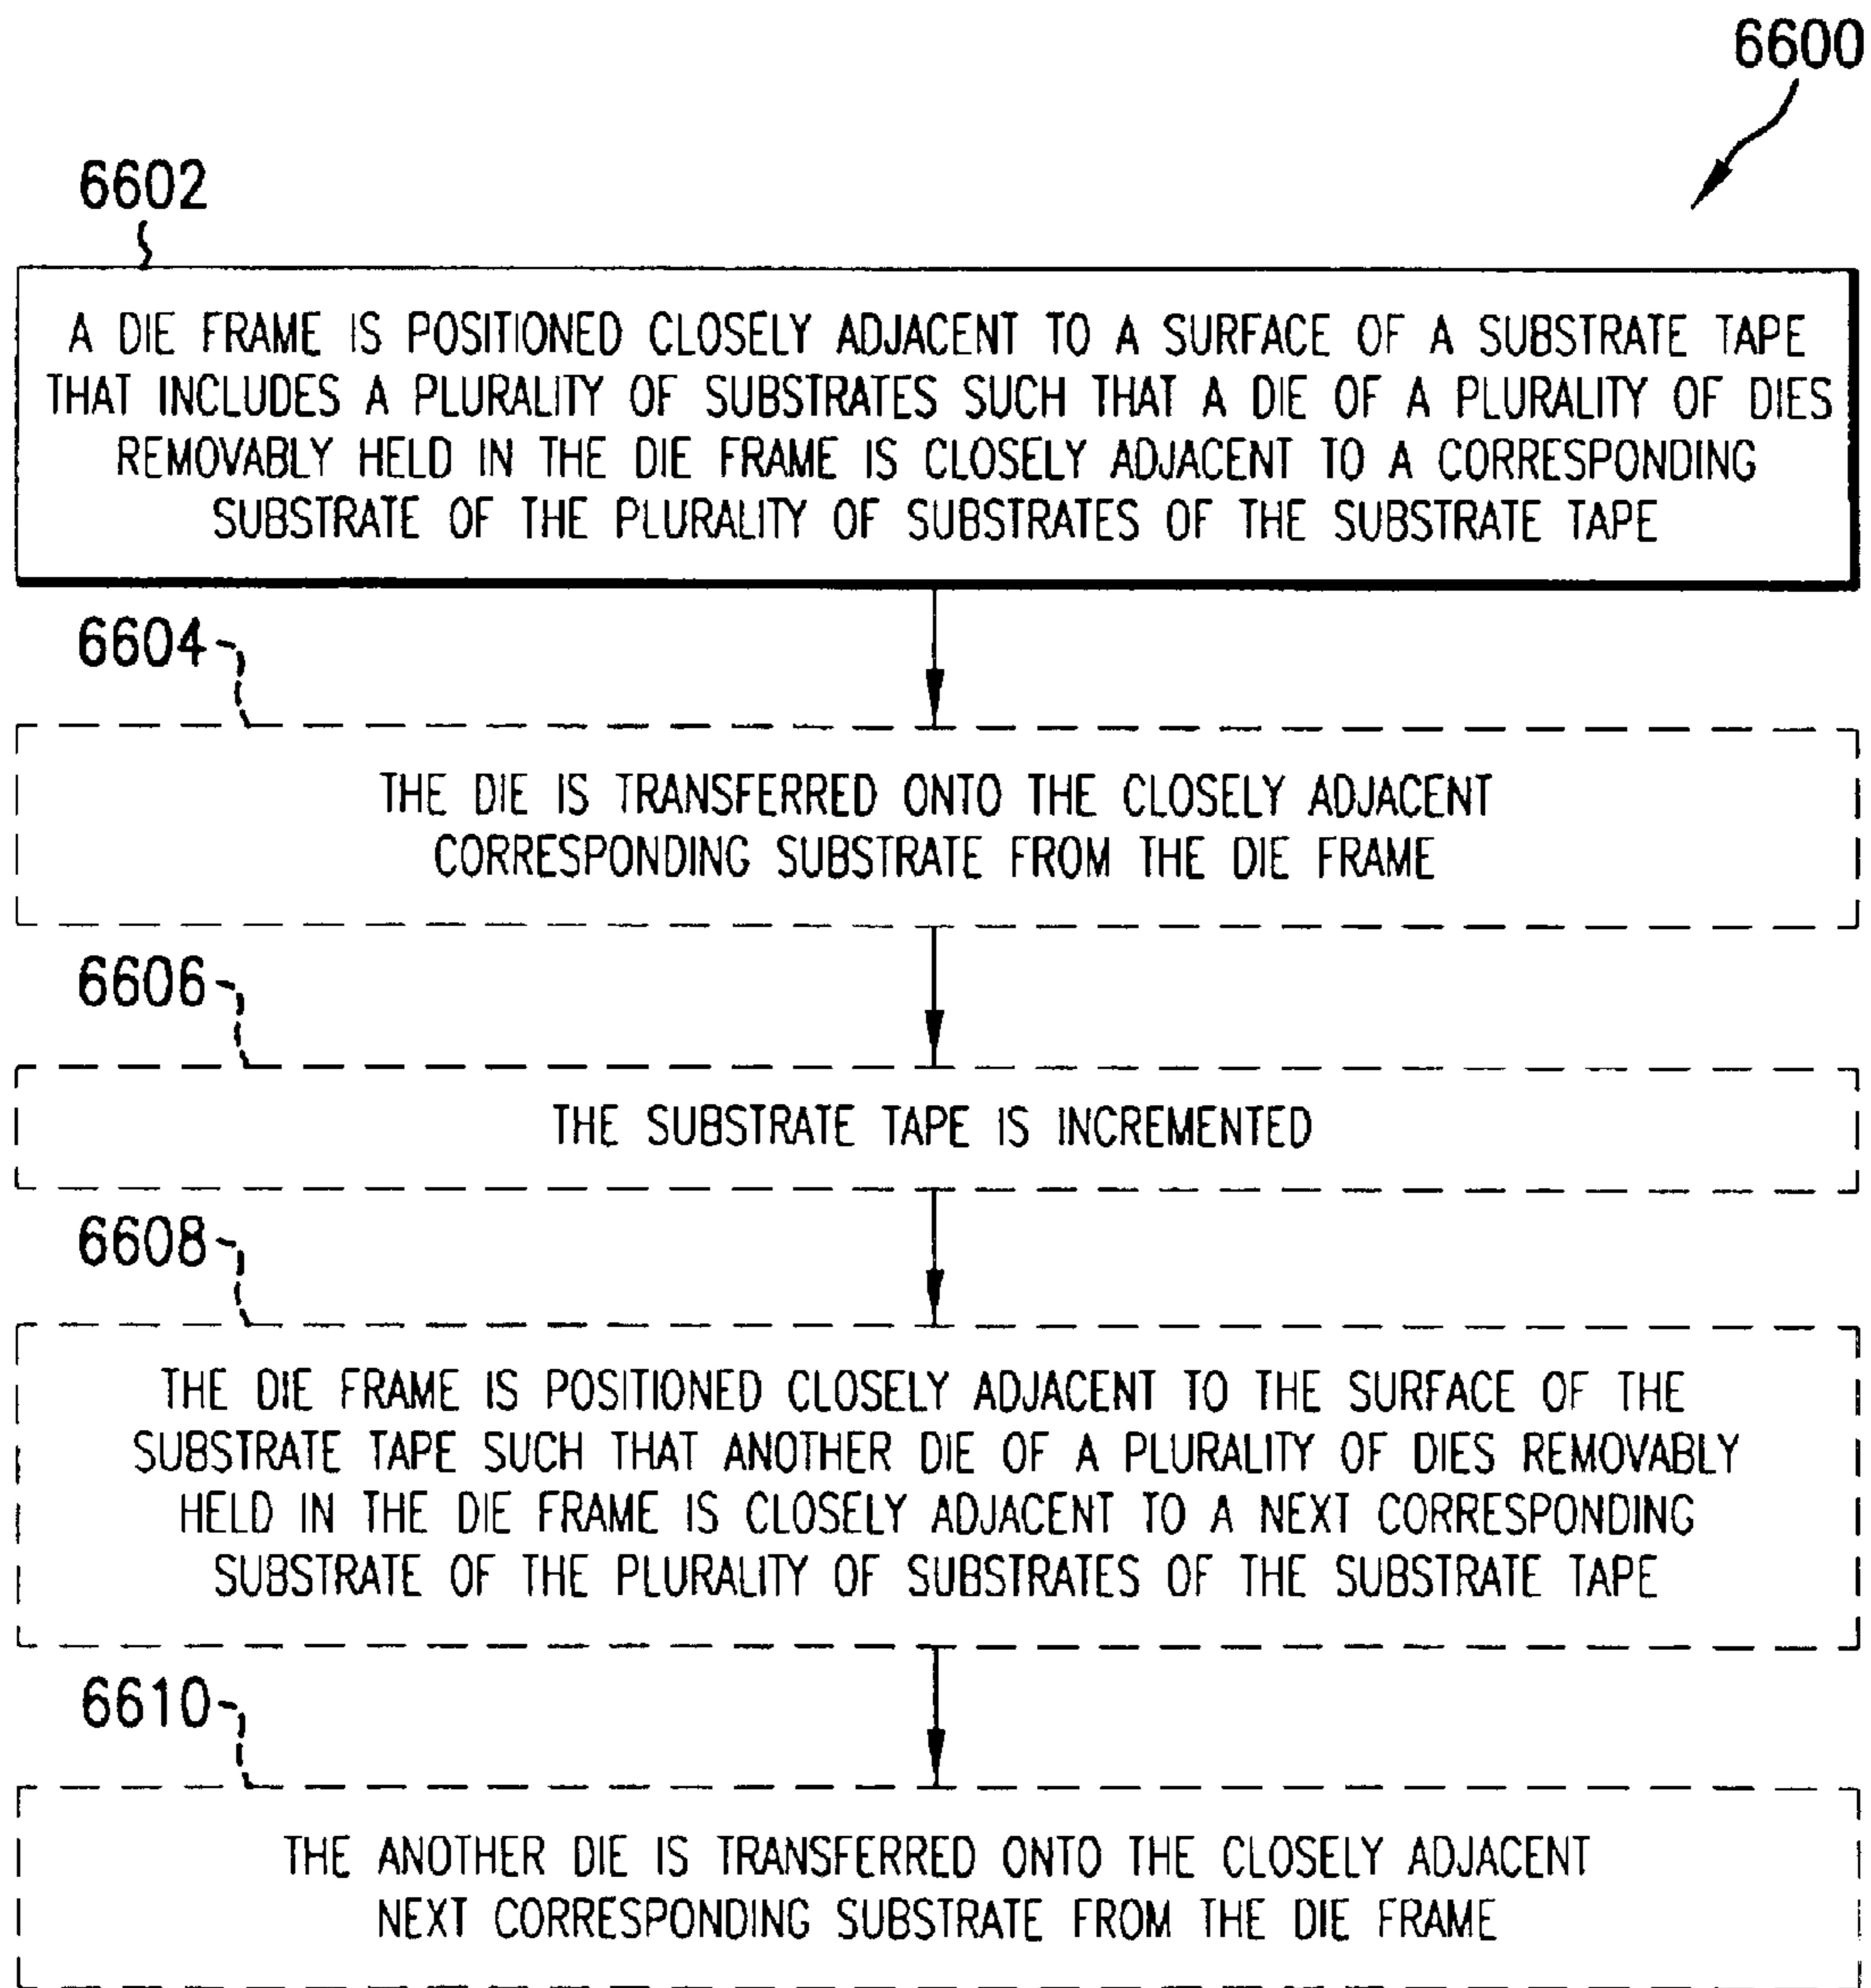 6600
6602
A DIE FRAME IS POSITIONED CLOSELY ADJACENT TO A SURFACE OF A SUBSTRATE TAPE
THAT INCLUDES A PLURALITY OF SUBSTRATES SUCH THAT A DIE OF A PLURALITY OF DIES
REMOVABLY HELD IN THE DIE FRAME IS CLOSELY ADJACENT TO A CORRESPONDING
SUBSTRATE OF THE PLURALITY OF SUBSTRATES OF THE SUBSTRATE TAPE
6604
THE DIE IS TRANSFERRED ONTO THE CLOSELY ADJACENT
CORRESPONDING SUBSTRATE FROM THE DIE FRAME
6606
THE SUBSTRATE TAPE IS INCREMENTED
6608
THE DIE FRAME IS POSITIONED CLOSELY ADJACENT TO THE SURFACE OF THE
SUBSTRATE TAPE SUCH THAT ANOTHER DIE OF A PLURALITY OF DIES REMOVABLY
HELD IN THE DIE FRAME IS CLOSELY ADJACENT TO A NEXT CORRESPONDING
SUBSTRATE OF THE PLURALITY OF SUBSTRATES OF THE SUBSTRATE TAPE
6610
THE ANOTHER DIE IS TRANSFERRED ONTO THE CLOSELY ADJACENT
NEXT CORRESPONDING SUBSTRATE FROM THE DIE FRAME